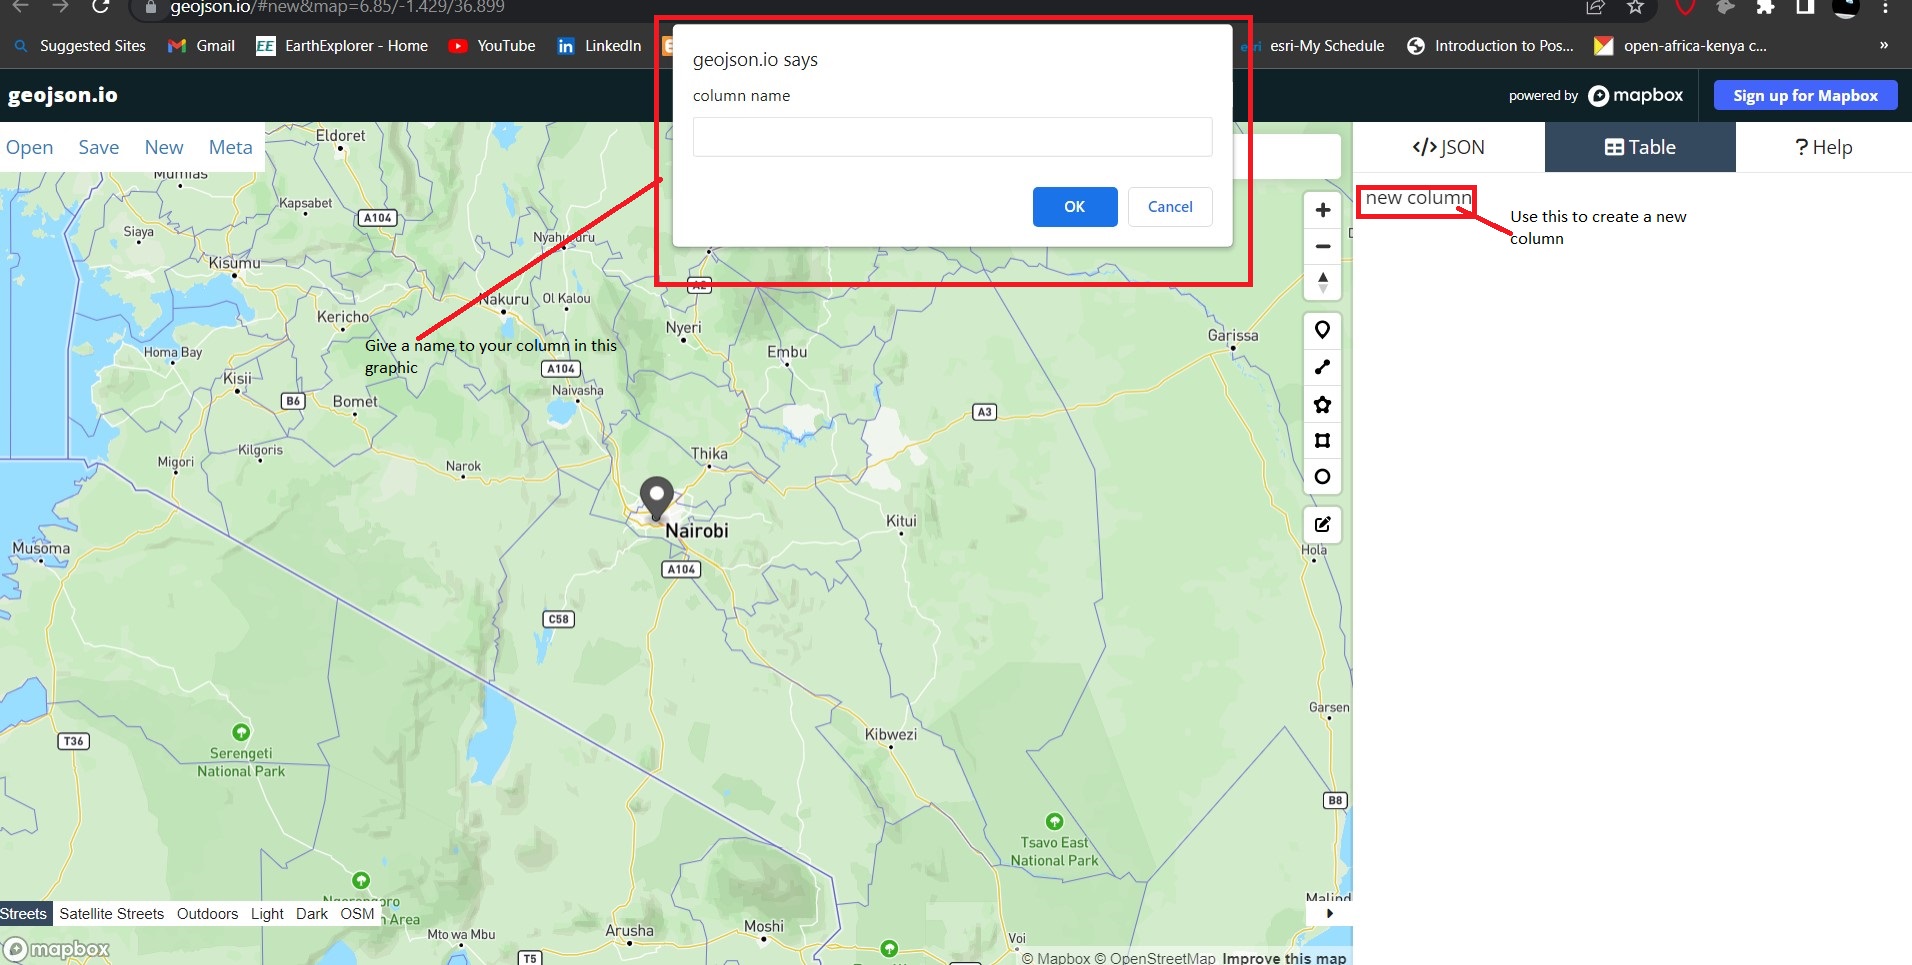 geojson.io/#new&map=6.85/-1.429/36.899
Suggested Sites
Gmail
EE EarthExplorer - Home
YouTube
in LinkedIn
esri esri-My Schedule
Introduction to Pos...
open-africa-kenya c...
»
geojson.io
powered by mapbox
Sign up for Mapbox
Open Save New Meta
geojson.io says
column name
OK
Cancel
</> JSON
Table
? Help
new column
Use this to create a new
column
Give a name to your column in this
graphic
Eldoret
Mumias
Kapsabet
A104
Siaya
Kisumu
Nakuru
Ol Kalou
A2
Kericho
Nyeri
Garissa
Homa Bay
Embu
A104
Kisii
Naivasha
B6
Bomet
A3
Kilgoris
Thika
Migori
Narok
Nairobi
Kitui
Musoma
Hola
A104
C58
Garsen
T36
Serengeti
National Park
Kibwezi
B8
Tsavo East
National Park
Mto wa Mbu
Arusha
Moshi
Voi
T5
Streets Satellite Streets Outdoors Light Dark OSM
mapbox
© Mapbox © OpenStreetMap Improve this map